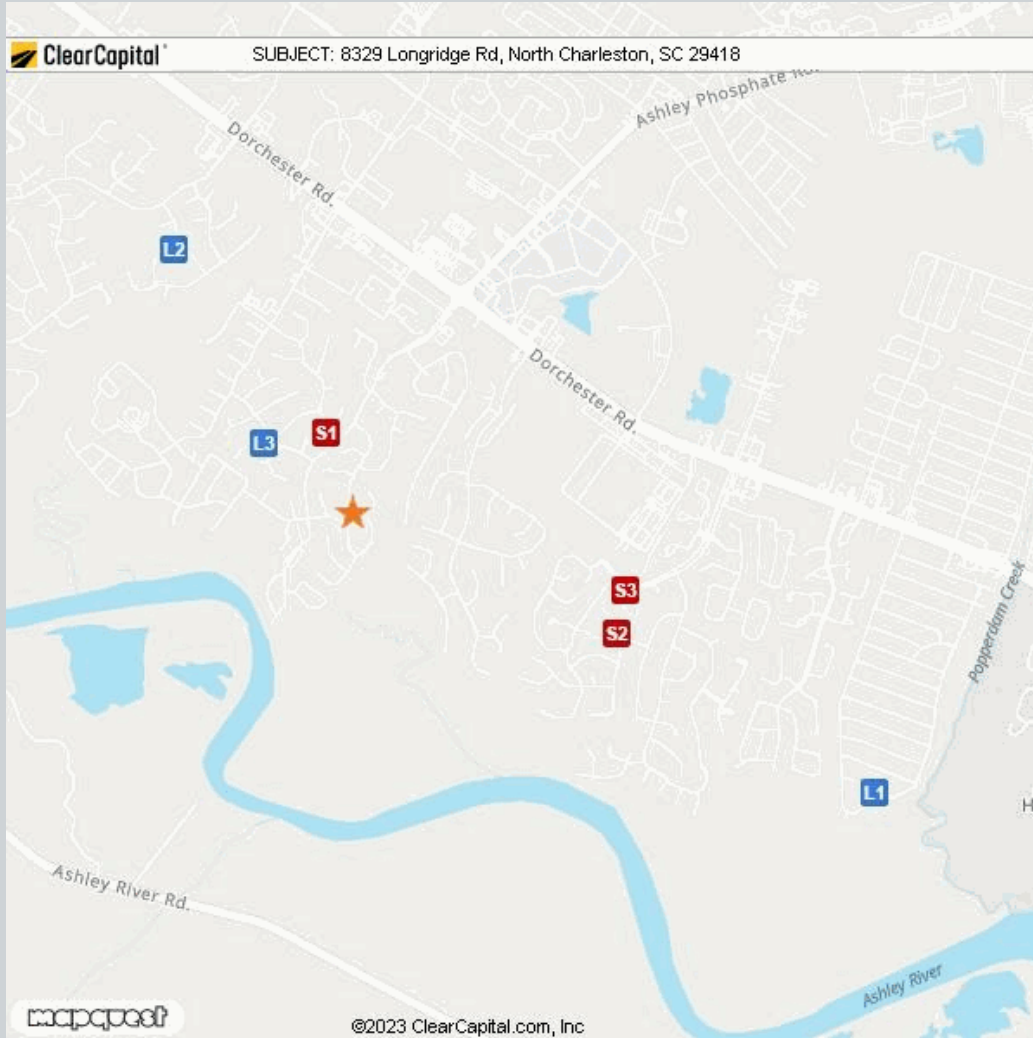 ClearCapital
SUBJECT: 8329 Longridge Rd, North Charleston, SC 29418
Ashley Phosphate
Dorchester Rd.
L2
Dorchester Rd.
S1
L3
S3
S2
Popperdam Creek
L1
H
Ashley River Rd.
Ashley River
mapquest
©2023 ClearCapital.com, Inc